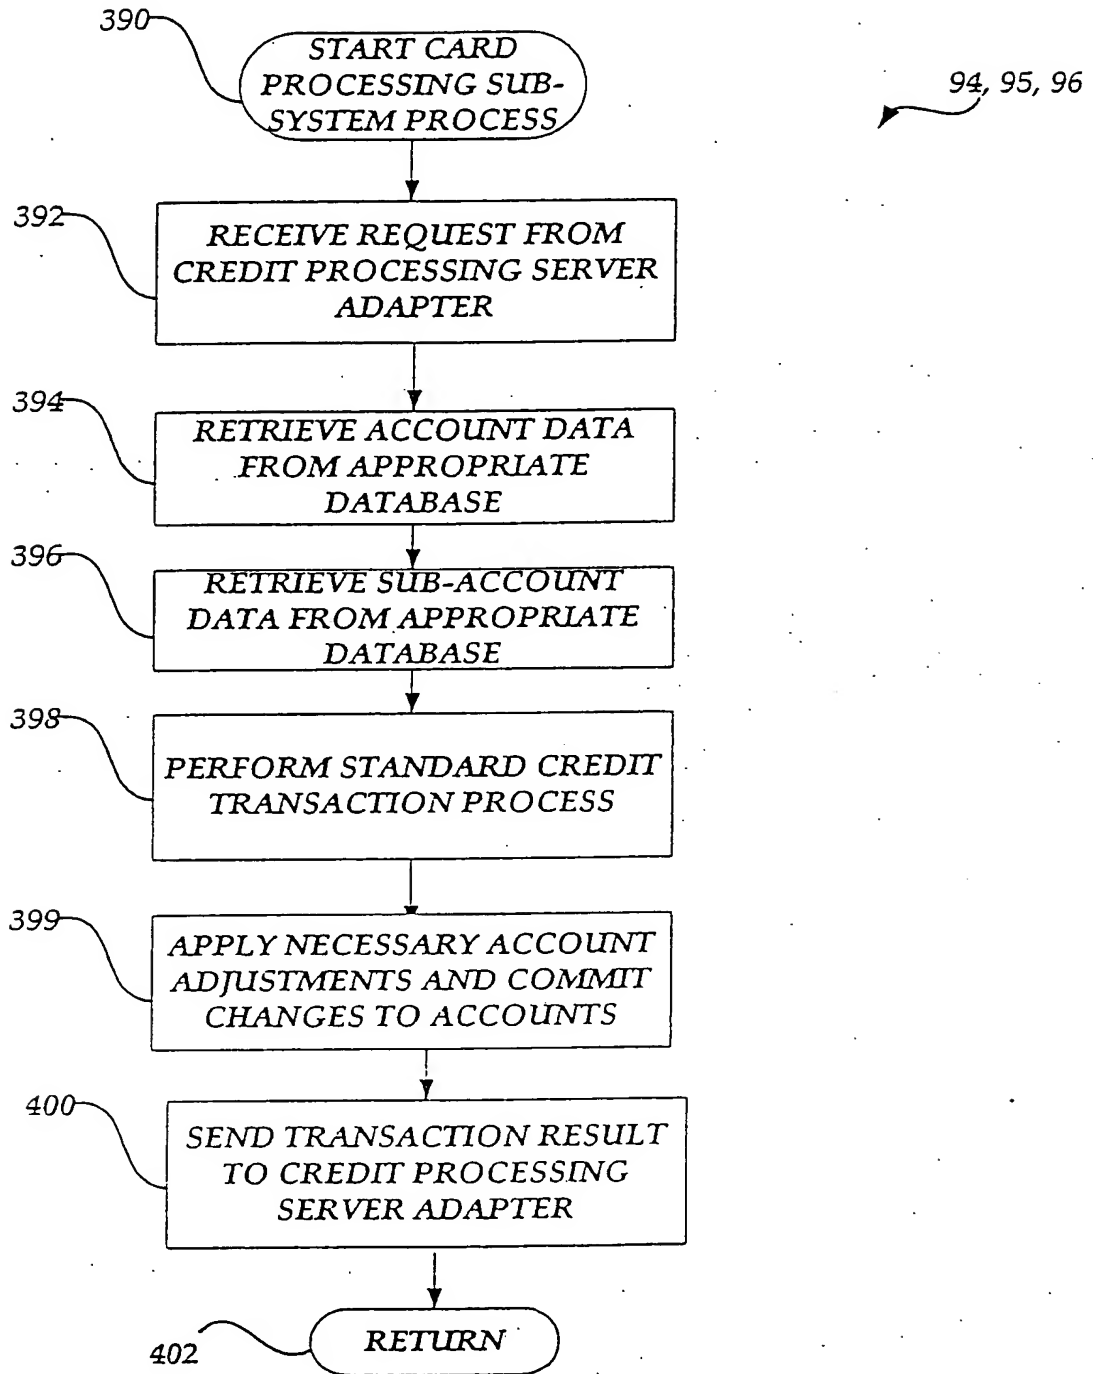 390
START CARD
PROCESSING SUB-
SYSTEM PROCESS
94, 95, 96
392
RECEIVE REQUEST FROM
CREDIT PROCESSING SERVER
ADAPTER
394
RETRIEVE ACCOUNT DATA
FROM APPROPRIATE
DATABASE
396
RETRIEVE SUB-ACCOUNT
DATA FROM APPROPRIATE
DATABASE
398
PERFORM STANDARD CREDIT
TRANSACTION PROCESS
399
APPLY NECESSARY ACCOUNT
ADJUSTMENTS AND COMMIT
CHANGES TO ACCOUNTS
400
SEND TRANSACTION RESULT
TO CREDIT PROCESSING
SERVER ADAPTER
RETURN
402